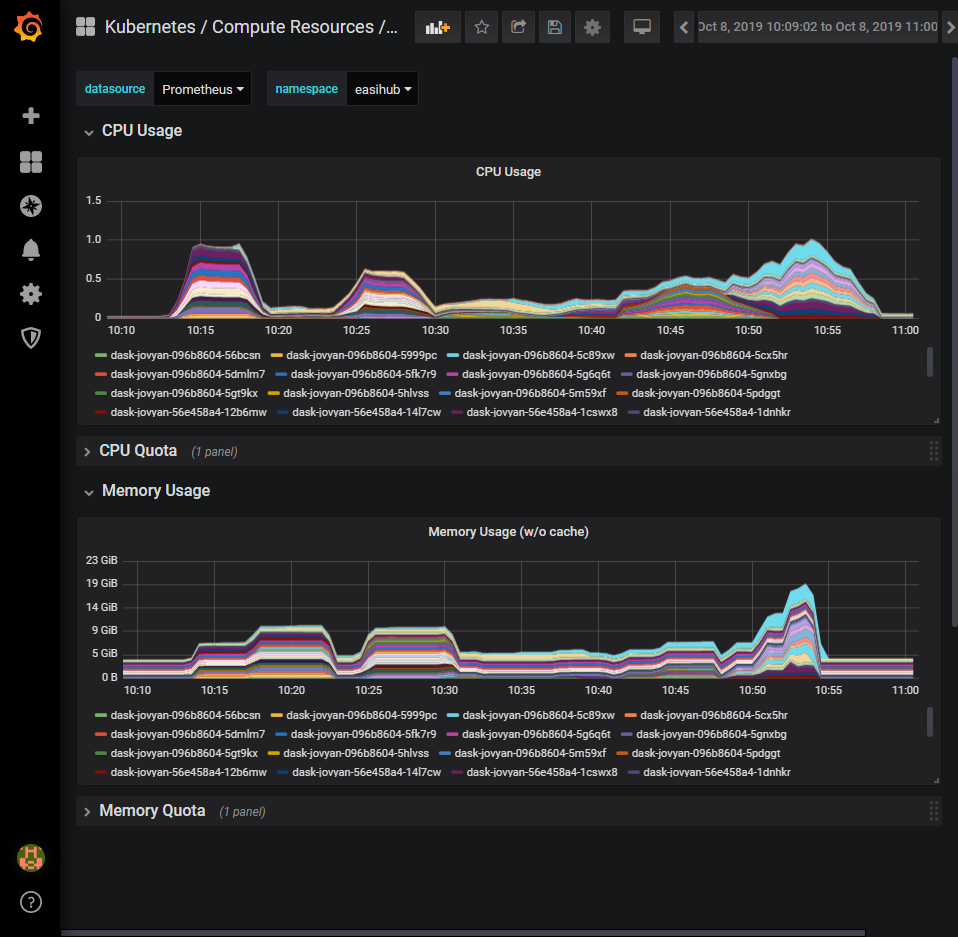 Kubernetes / Compute Resources /... Oct 8, 2019 10:09:02 to Oct 8, 2019 11:00
datasource Prometheus namespace easihub
CPU Usage
CPU Usage
1.5
1.0
0.5
0
10:10 10:15 10:20 10:25 10:30 10:35 10:40 10:45 10:50 10:55 11:00
dask-jovyan-096b8604-56bcsn dask-jovyan-096b8604-5999pc dask-jovyan-096b8604-5c89xw dask-jovyan-096b8604-5cx5hr
dask-jovyan-096b8604-5dmlm7 dask-jovyan-096b8604-5fk7r9 dask-jovyan-096b8604-5g6q6t dask-jovyan-096b8604-5gnxbg
dask-jovyan-096b8604-5gt9kx dask-jovyan-096b8604-5hlvss dask-jovyan-096b8604-5m59xf dask-jovyan-096b8604-5pdggt
dask-jovyan-56e458a4-12b6mw dask-jovyan-56e458a4-14l7cw dask-jovyan-56e458a4-1cswx8 dask-jovyan-56e458a4-1dnhkr
CPU Quota (1 panel)
Memory Usage
Memory Usage (w/o cache)
23 GiB
19 GiB
14 GiB
9 GiB
5 GiB
0 B
10:10 10:15 10:20 10:25 10:30 10:35 10:40 10:45 10:50 10:55 11:00
dask-jovyan-096b8604-56bcsn dask-jovyan-096b8604-5999pc dask-jovyan-096b8604-5c89xw dask-jovyan-096b8604-5cx5hr
dask-jovyan-096b8604-5dmlm7 dask-jovyan-096b8604-5fk7r9 dask-jovyan-096b8604-5g6q6t dask-jovyan-096b8604-5gnxbg
dask-jovyan-096b8604-5gt9kx dask-jovyan-096b8604-5hlvss dask-jovyan-096b8604-5m59xf dask-jovyan-096b8604-5pdggt
dask-jovyan-56e458a4-12b6mw dask-jovyan-56e458a4-14l7cw dask-jovyan-56e458a4-1cswx8 dask-jovyan-56e458a4-1dnhkr
Memory Quota (1 panel)